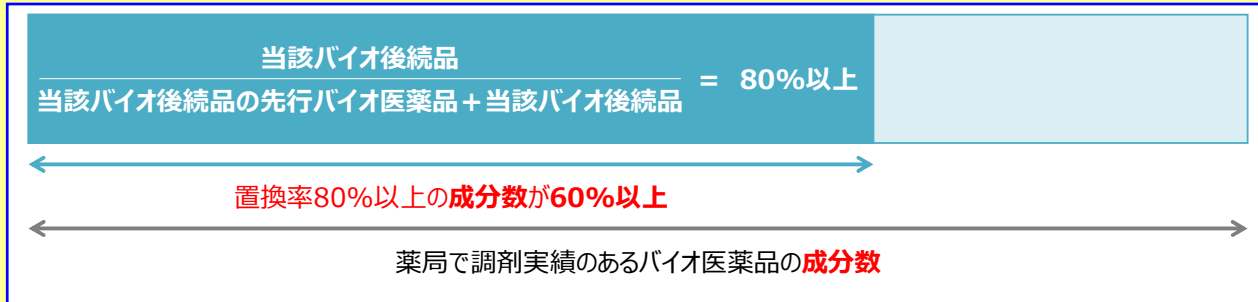 当該バイオ後続品
当該バイオ後続品の先行バイオ医薬品+当該バイオ後続品
= 80%以上
置換率80%以上の成分数が60%以上
薬局で調剤実績のあるバイオ医薬品の成分数